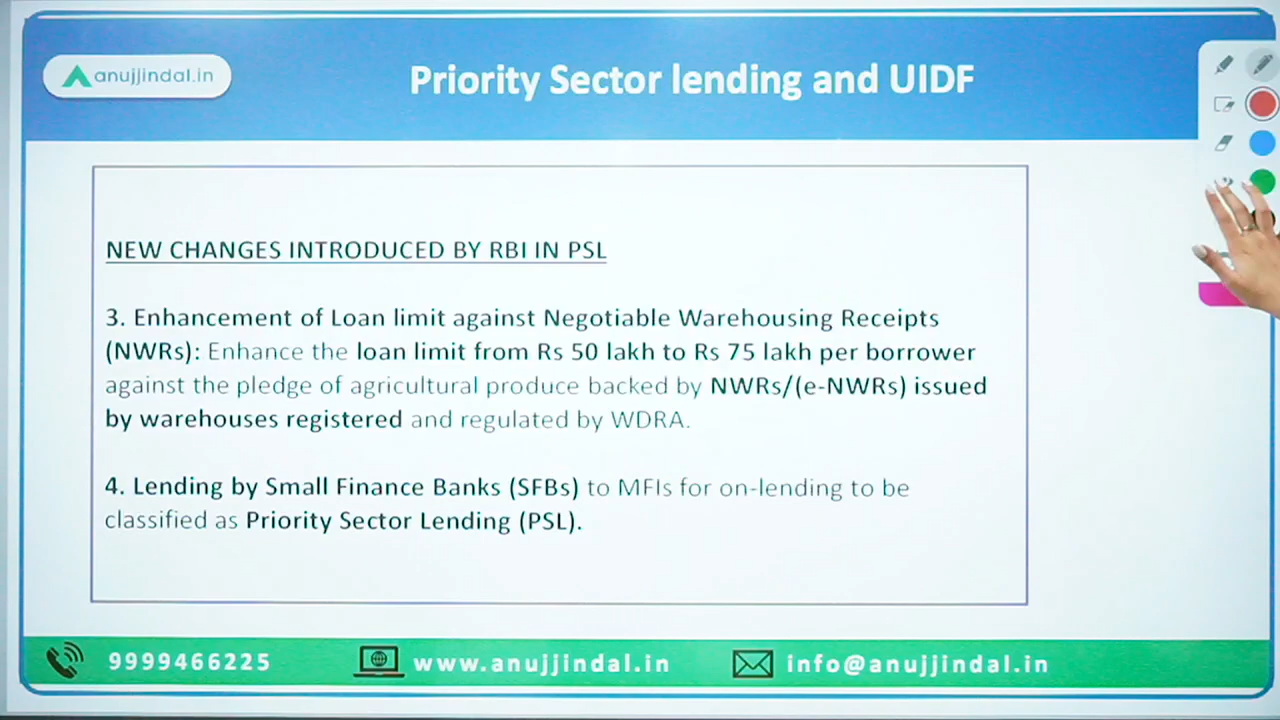 anujjindal.in
Priority Sector lending and UIDF
NEW CHANGES INTRODUCED BY RBI IN PSL
3. Enhancement of Loan limit against Negotiable Warehousing Receipts
(NWRs): Enhance the loan limit from Rs 50 lakh to Rs 75 lakh per borrower
against the pledge of agricultural produce backed by NWRs/(e-NWRs) issued
by warehouses registered and regulated by WDRA.
4. Lending by Small Finance Banks (SFBs) to MFIs for on-lending to be
classified as Priority Sector Lending (PSL).
9999466225
www.anujjindal.in
info@anujjindal.in